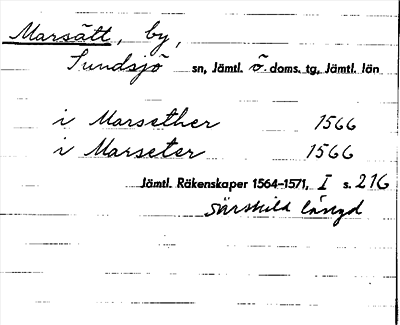 Marsätt, by,
Sundsjö sn, Jämtl. ö. doms. tg, Jämtl. län
i Marsether 1566
i Marseter 1566
Jämtl. Räkenskaper 1564–1571, I s. 216
särskild längd